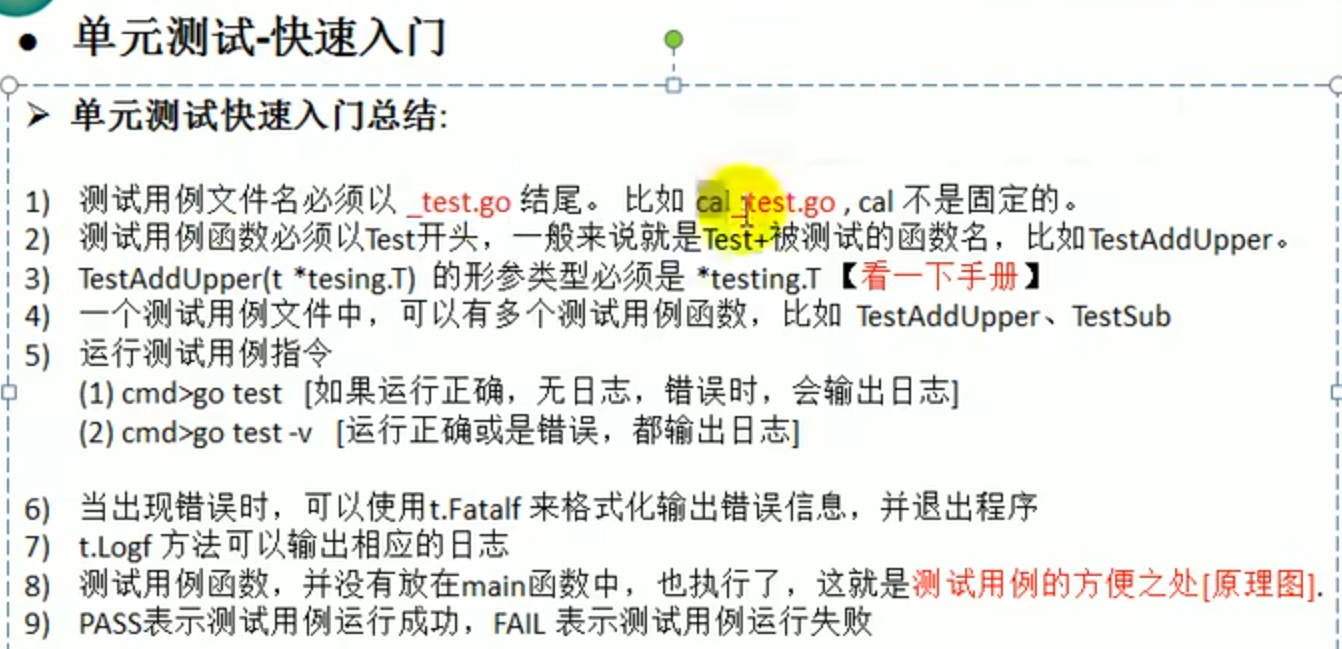 ● 单元测试-快速入门
➢ 单元测试快速入门总结:
1) 测试用例文件名必须以 _test.go 结尾。 比如 cal_test.go , cal 不是固定的。
2) 测试用例函数必须以Test开头，一般来说就是Test+被测试的函数名，比如TestAddUpper。
3) TestAddUpper(t *tesing.T) 的形参类型必须是 *testing.T 【看一下手册】
4) 一个测试用例文件中，可以有多个测试用例函数，比如 TestAddUpper、TestSub
5) 运行测试用例指令
(1) cmd>go test [如果运行正确，无日志，错误时，会输出日志]
(2) cmd>go test -v [运行正确或是错误，都输出日志]
6) 当出现错误时，可以使用t.Fatalf 来格式化输出错误信息，并退出程序
7) t.Logf 方法可以输出相应的日志
8) 测试用例函数，并没有放在main函数中，也执行了，这就是测试用例的方便之处[原理图].
9) PASS表示测试用例运行成功，FAIL 表示测试用例运行失败